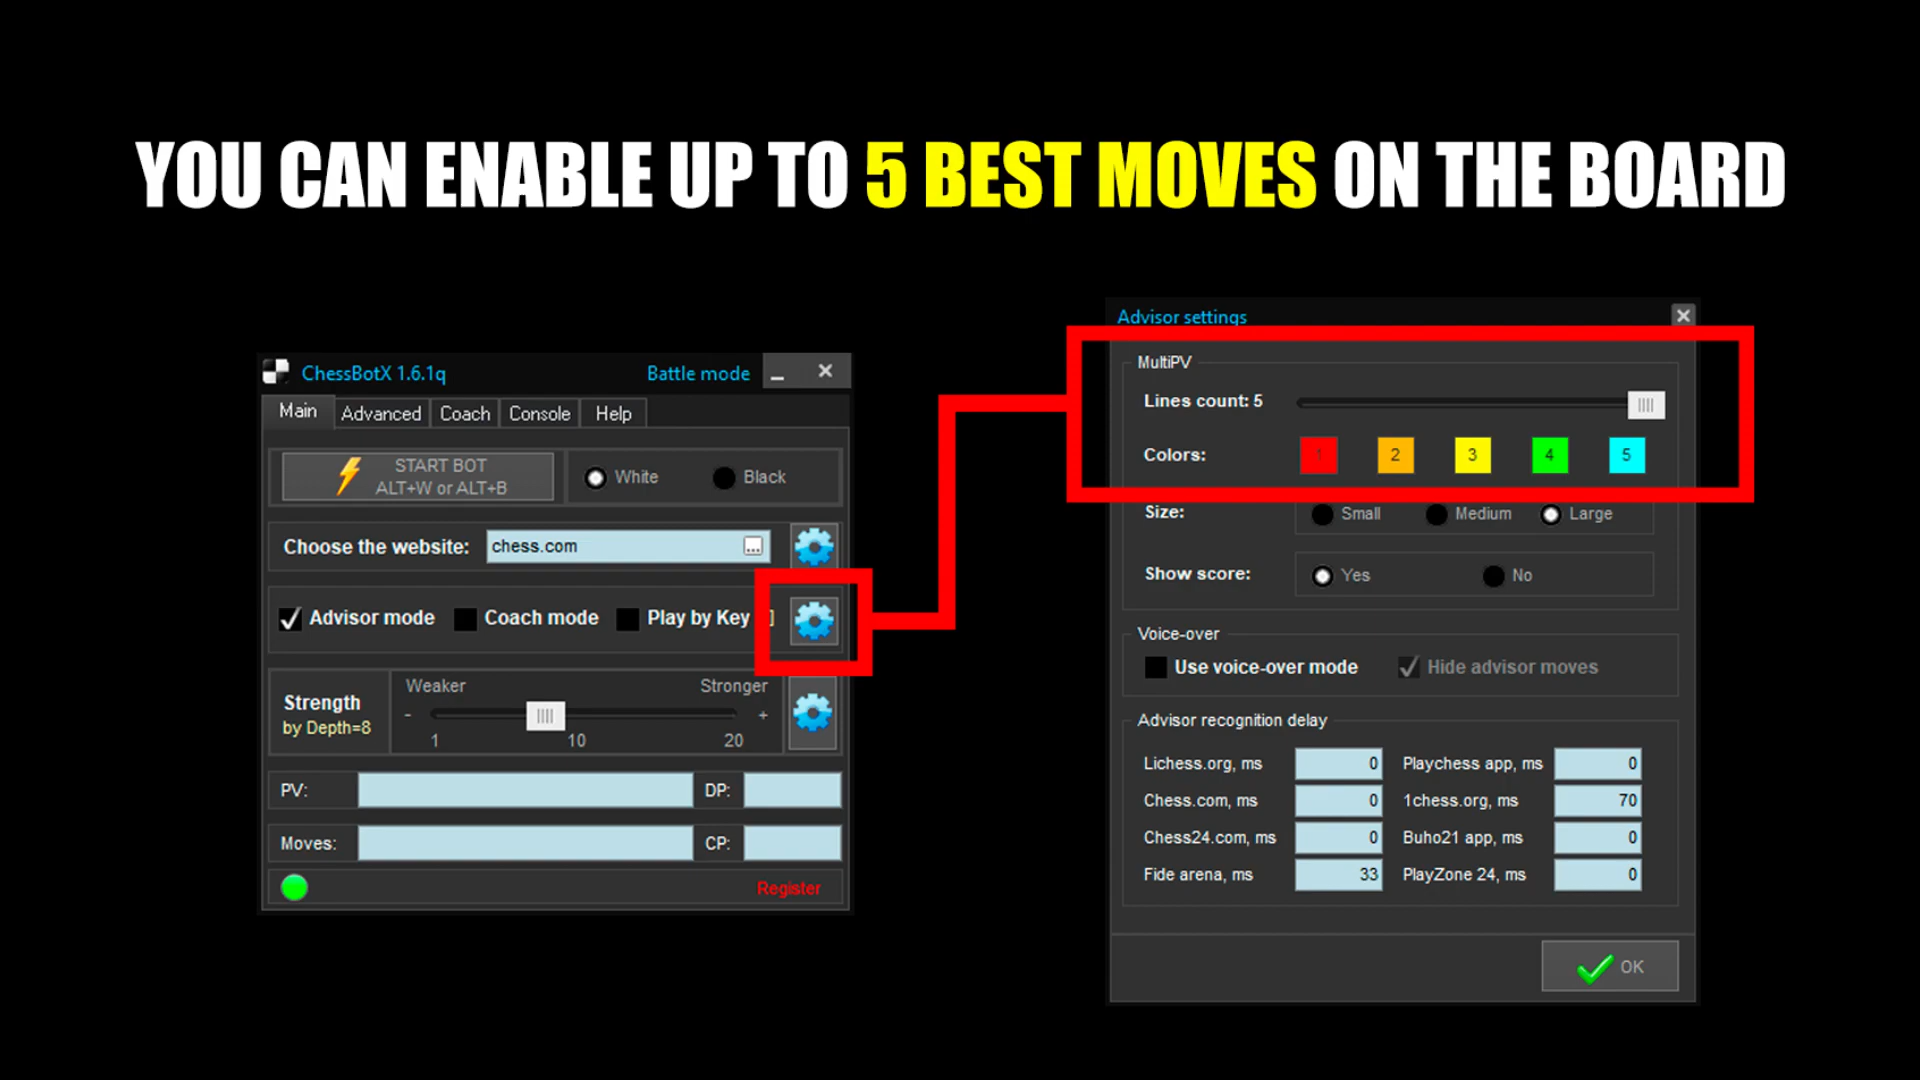 YOU CAN ENABLE UP TO 5 BEST MOVES ON THE BOARD
ChessBotX 1.6.1q Battle mode
Main Advanced Coach Console Help
START BOT
ALT+W or ALT+B
White Black
Choose the website: chess.com ...
Advisor mode Coach mode Play by Key
Strength
by Depth=8
Weaker Stronger
- +
1 10 20
PV: DP:
Moves: CP:
Register
Advisor settings
MultiPV
Lines count: 5
Colors: 1 2 3 4 5
Size: Small Medium Large
Show score: Yes No
Voice-over
Use voice-over mode Hide advisor moves
Advisor recognition delay
Lichess.org, ms 0 Playchess app, ms 0
Chess.com, ms 0 1chess.org, ms 70
Chess24.com, ms 0 Buho21 app, ms 0
Fide arena, ms 33 PlayZone 24, ms 0
OK